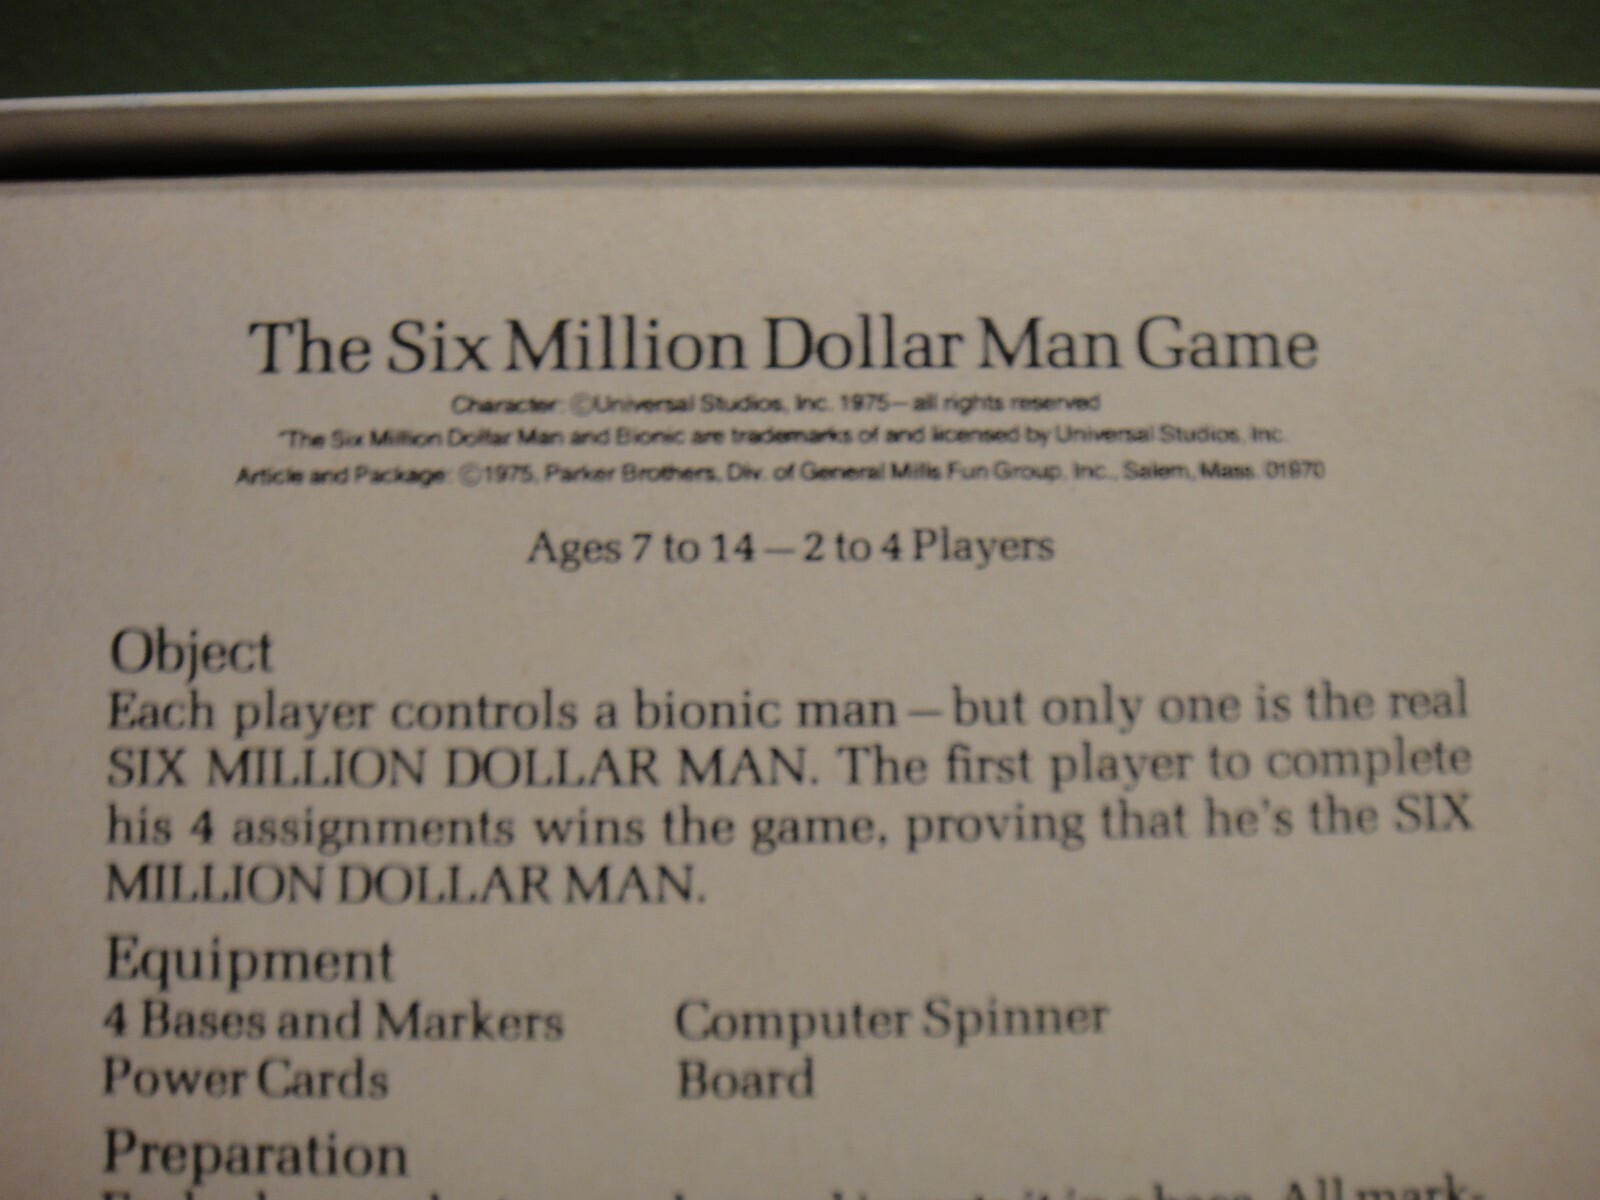 The Six Million Dollar Man Game
Character: ©Universal Studios, Inc. 1975—all rights reserved
"The Six Million Dollar Man and Bionic are trademarks of and licensed by Universal Studios, Inc.
Article and Package: ©1975, Parker Brothers, Div. of General Mills Fun Group, Inc., Salem, Mass. 01970
Ages 7 to 14—2 to 4 Players
Object
Each player controls a bionic man—but only one is the real
SIX MILLION DOLLAR MAN. The first player to complete
his 4 assignments wins the game, proving that he's the SIX
MILLION DOLLAR MAN.
Equipment
4 Bases and Markers Computer Spinner
Power Cards Board
Preparation
in a base. All mark-